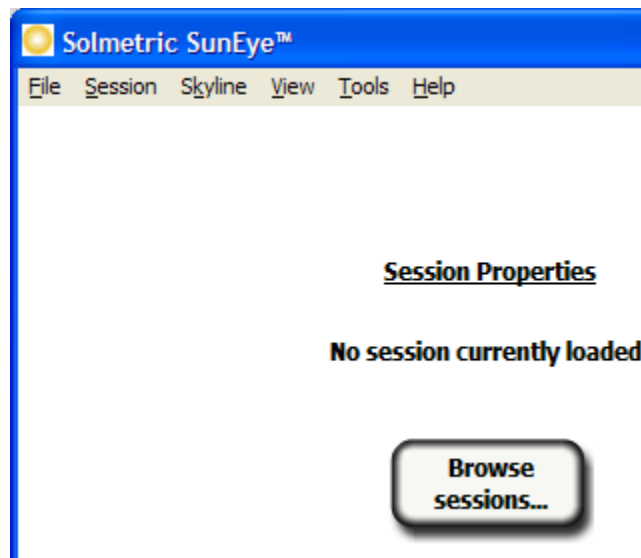 Solmetric SunEye™
File Session Skyline View Tools Help
Session Properties
No session currently loaded
Browse
sessions...